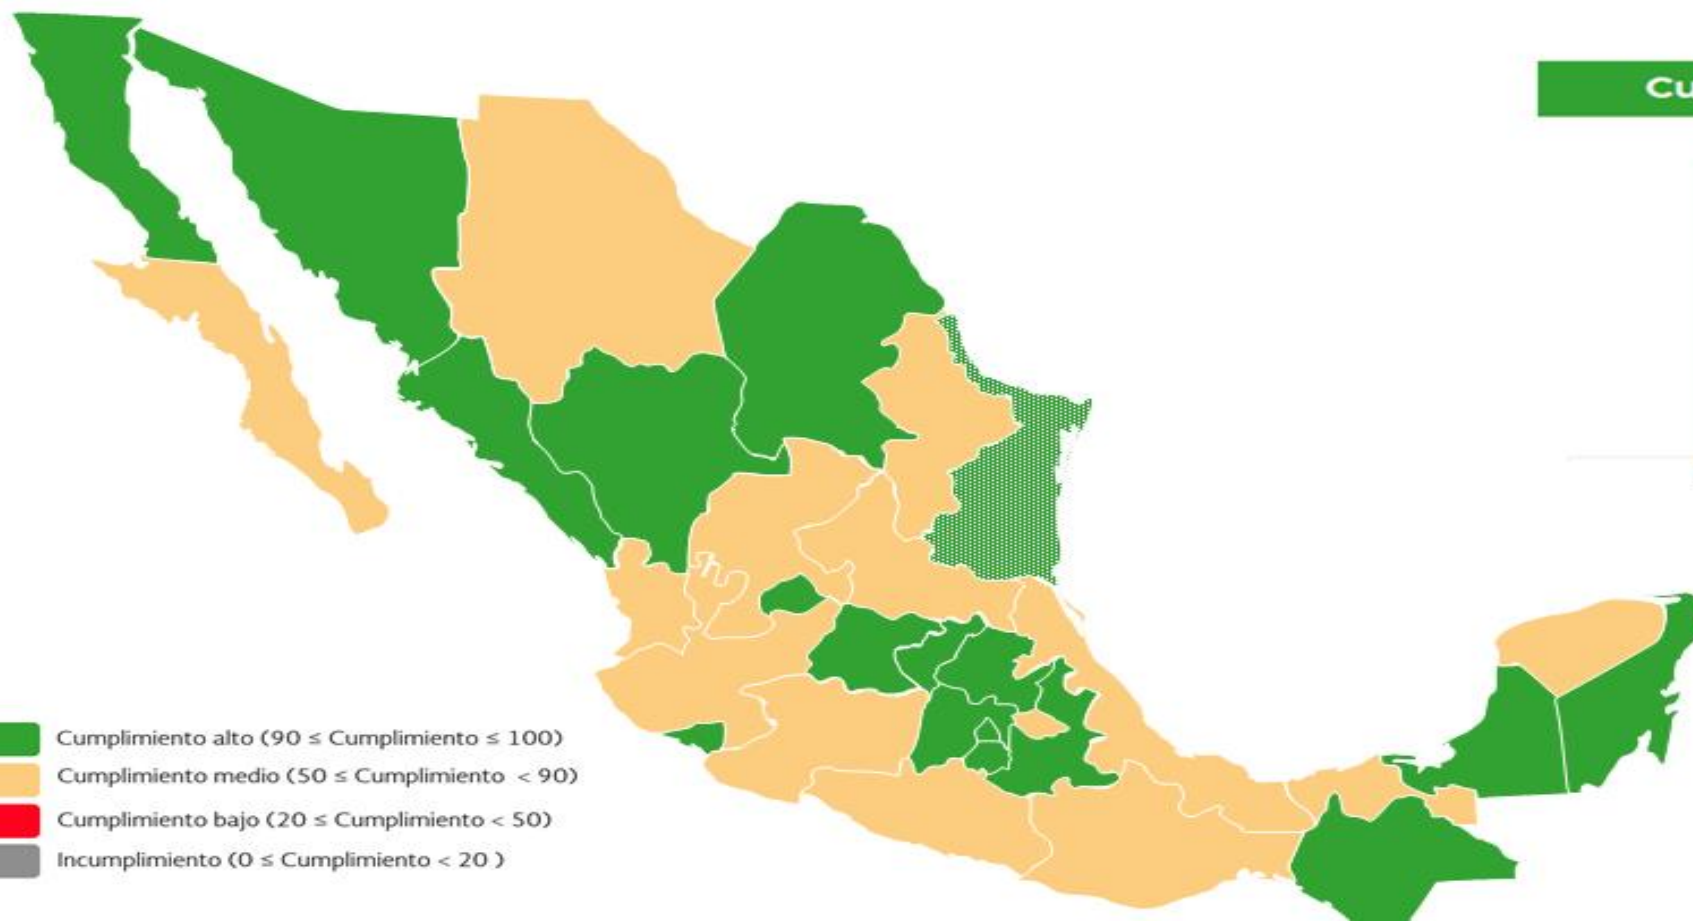 Cu
Cumplimiento alto (90 ≤ Cumplimiento ≤ 100)
Cumplimiento medio (50 ≤ Cumplimiento < 90)
Cumplimiento bajo (20 ≤ Cumplimiento < 50)
Incumplimiento (0 ≤ Cumplimiento < 20 )